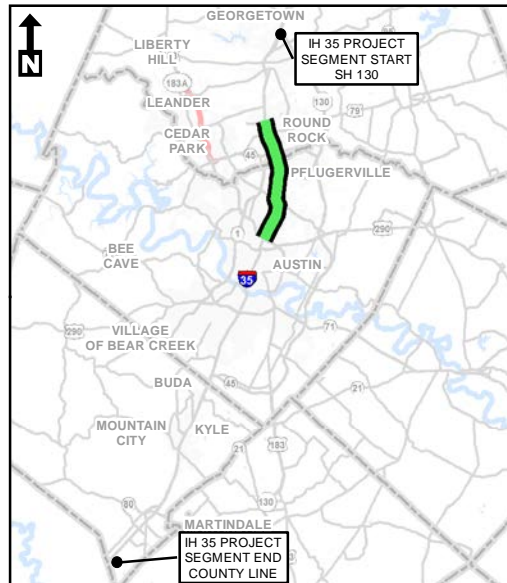 GEORGETOWN
IH 35 PROJECT
SEGMENT START
SH 130
N
LIBERTY
HILL
183A
LEANDER
130
79
CEDAR
PARK
ROUND
ROCK
45
PFLUGERVILLE
1
290
BEE
CAVE
AUSTIN
35
71
290
VILLAGE
OF BEAR CREEK
BUDA
45
21
MOUNTAIN
CITY
KYLE
21
183
80
130
MARTINDALE
IH 35 PROJECT
SEGMENT END
COUNTY LINE